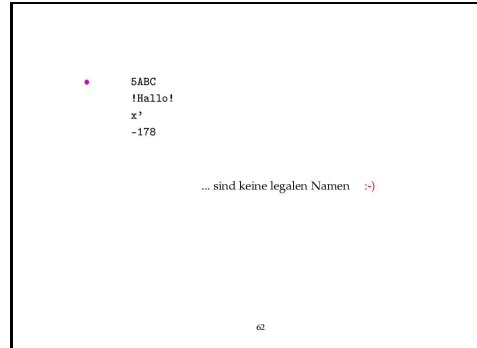 • 5ABC
!Hallo!
x’
-178
... sind keine legalen Namen :-)
62